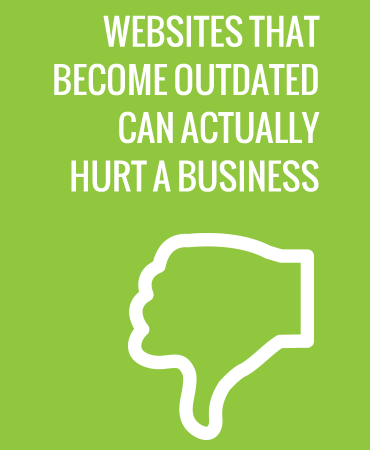 WEBSITES THAT
BECOME OUTDATED
CAN ACTUALLY
HURT A BUSINESS